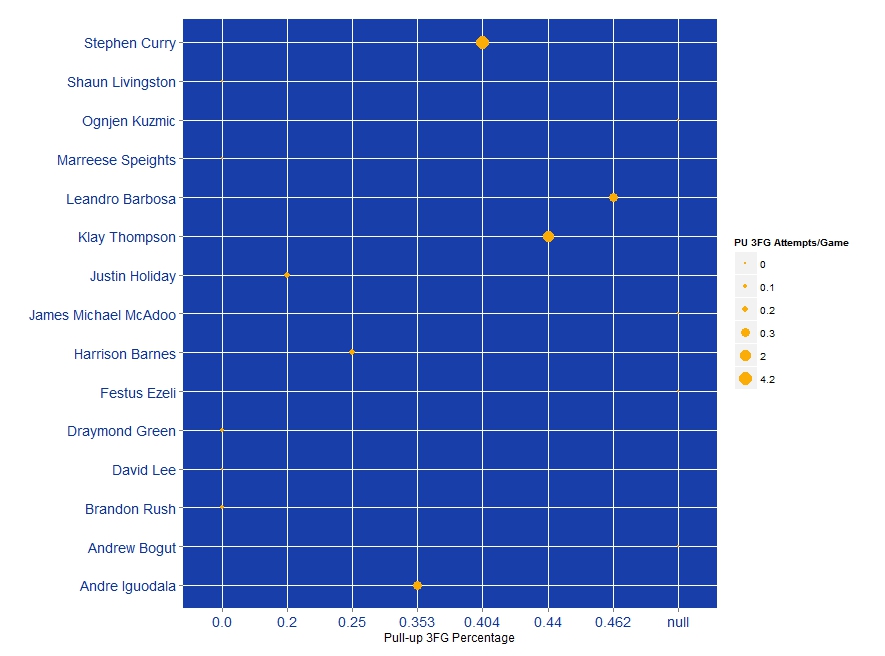 Stephen Curry
Shaun Livingston
Ognjen Kuzmic
Marreese Speights
Leandro Barbosa
Klay Thompson
Justin Holiday
James Michael McAdoo
Harrison Barnes
Festus Ezeli
Draymond Green
David Lee
Brandon Rush
Andrew Bogut
Andre Iguodala
0.0 0.2 0.25 0.353 0.404 0.44 0.462 null
Pull-up 3FG Percentage
PU 3FG Attempts/Game
0
0.1
0.2
0.3
2
4.2